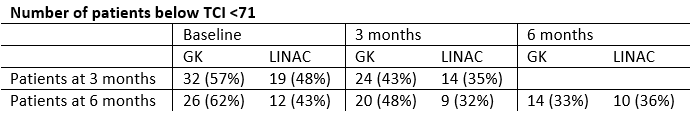 Number of patients below TCI <71
Baseline 3 months 6 months
GK LINAC GK LINAC GK LINAC
Patients at 3 months 32 (57%) 19 (48%) 24 (43%) 14 (35%)
Patients at 6 months 26 (62%) 12 (43%) 20 (48%) 9 (32%) 14 (33%) 10 (36%)